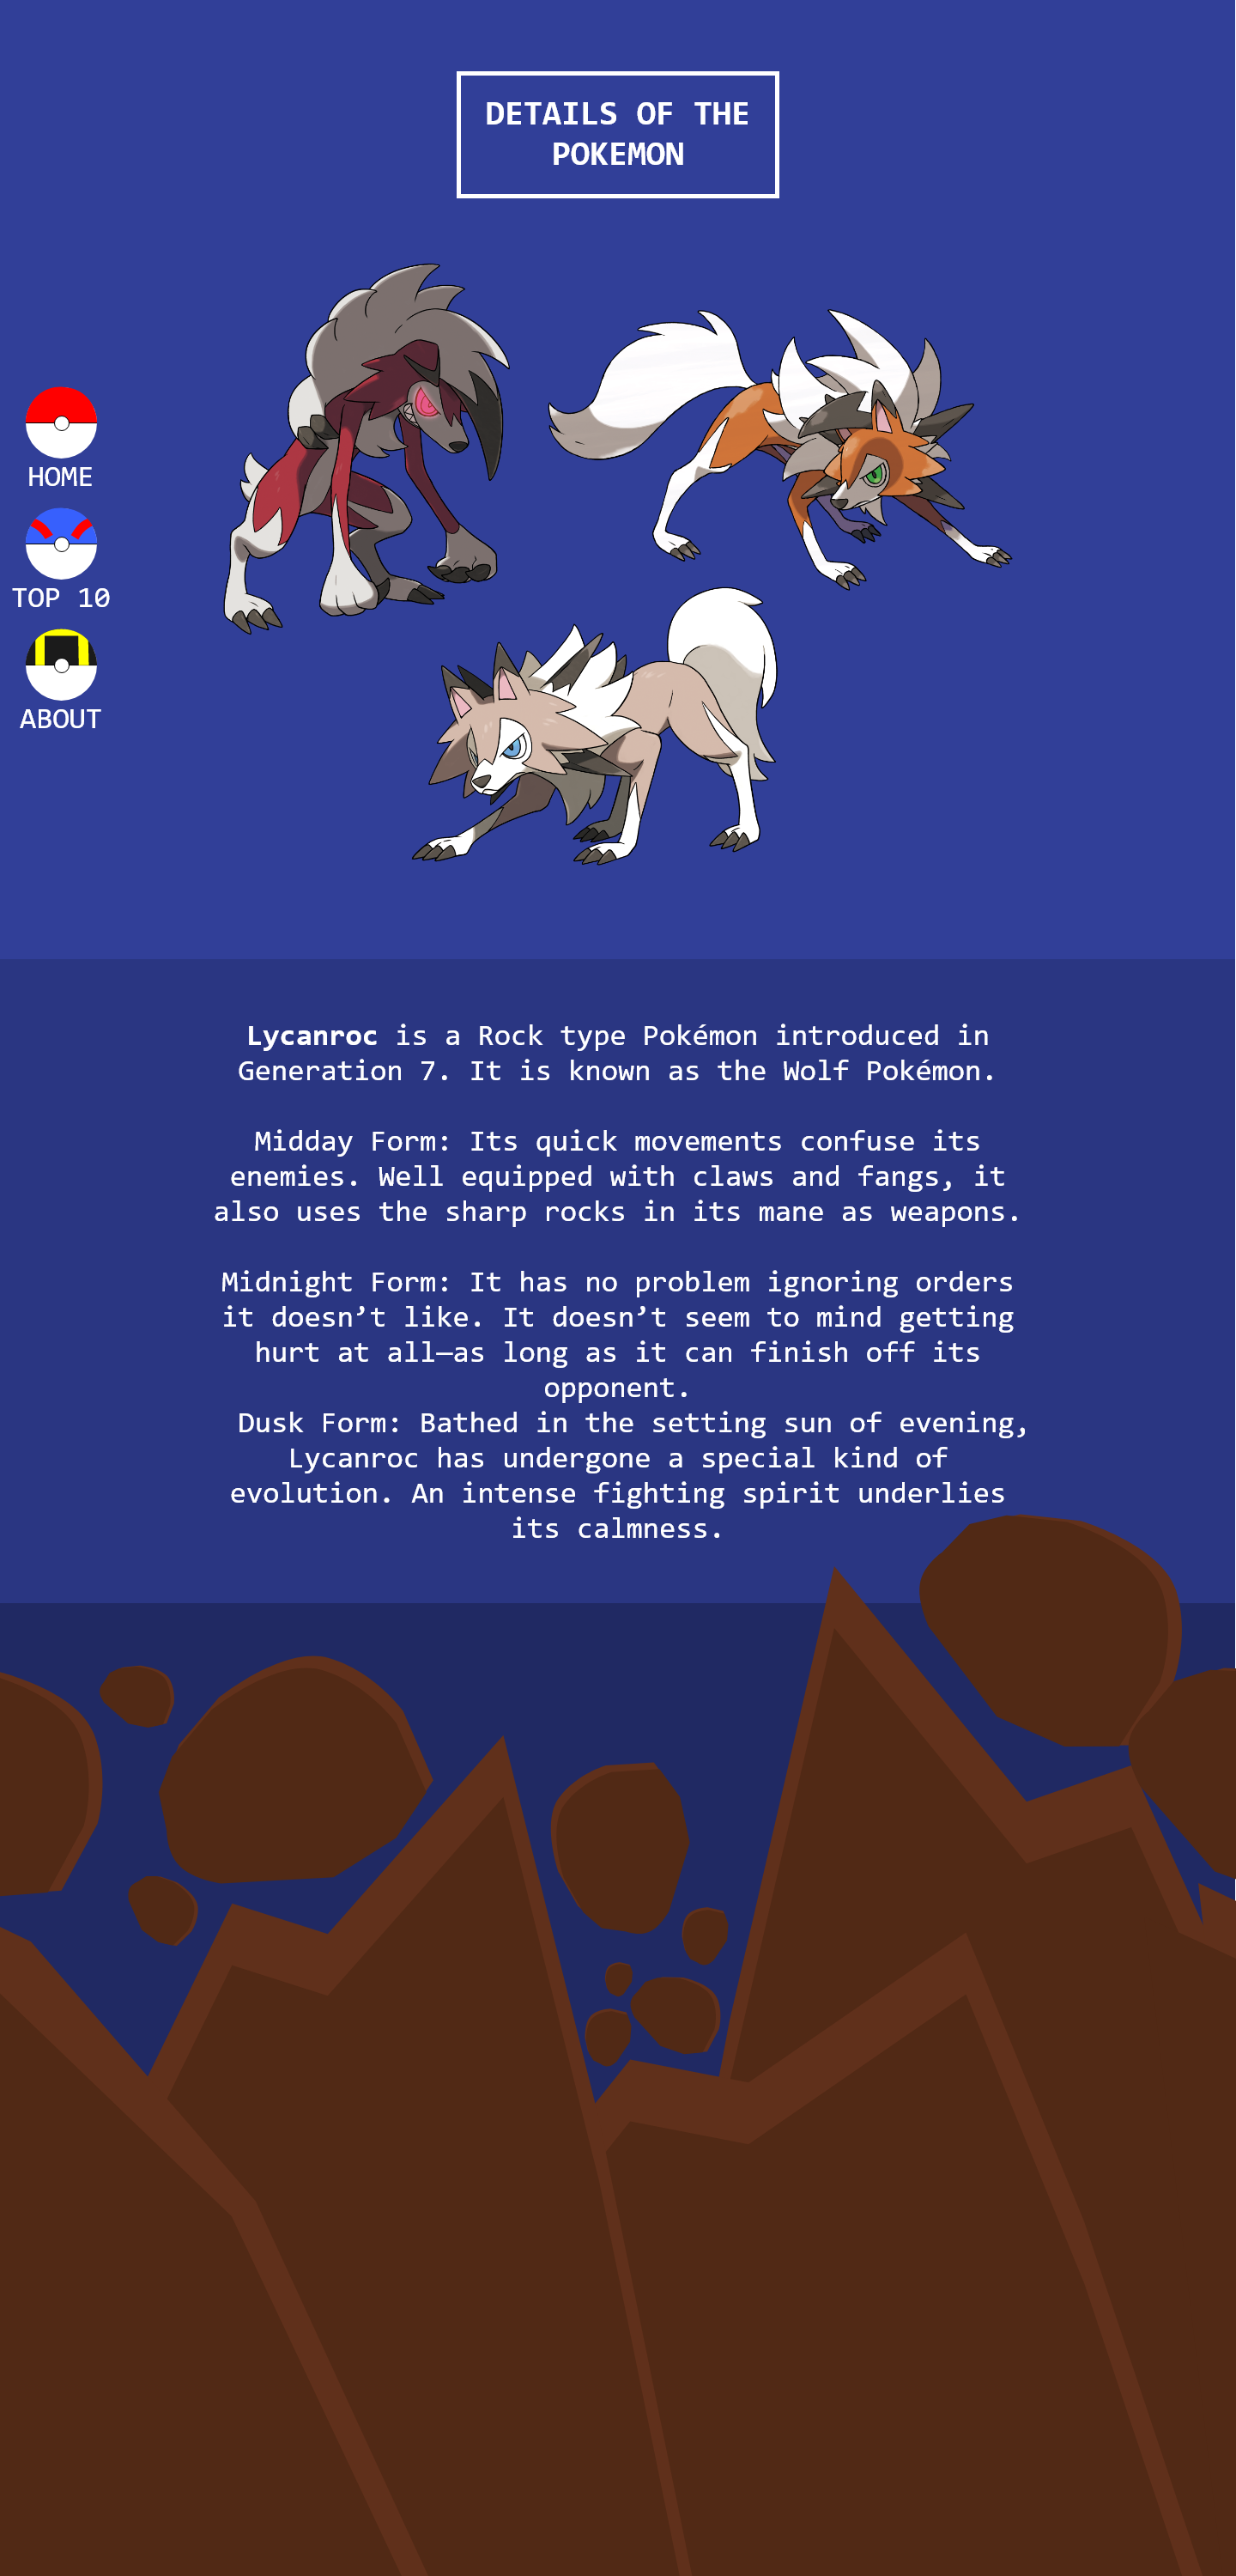 DETAILS OF THE
POKEMON
HOME
TOP 10
ABOUT
Lycanroc is a Rock type Pokémon introduced in
Generation 7. It is known as the Wolf Pokémon.
Midday Form: Its quick movements confuse its
enemies. Well equipped with claws and fangs, it
also uses the sharp rocks in its mane as weapons.
Midnight Form: It has no problem ignoring orders
it doesn’t like. It doesn’t seem to mind getting
hurt at all—as long as it can finish off its
opponent.
Dusk Form: Bathed in the setting sun of evening,
Lycanroc has undergone a special kind of
evolution. An intense fighting spirit underlies
its calmness.